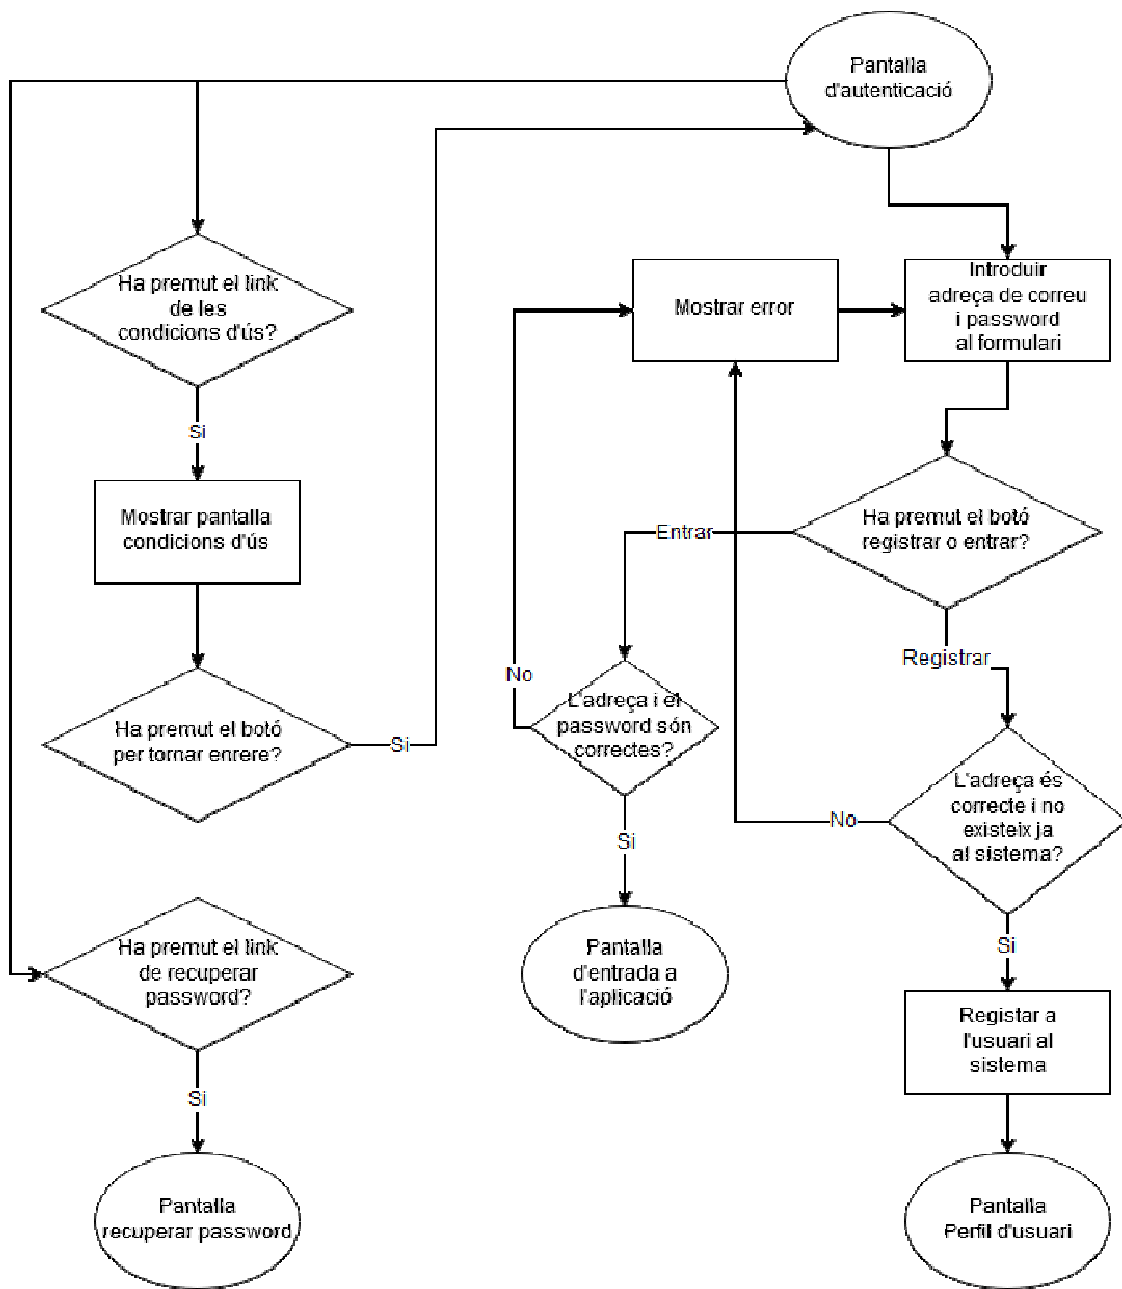 Pantalla
d'autenticació
Ha premut el link
de les
condicions d'ús?
Mostrar error
Introduir
adreça de correu
i password
al formulari
Si
Mostrar pantalla
condicions d'ús
Entrar
Ha premut el botó
registrar o entrar?
Registrar
No
L'adreça i el
password són
correctes?
Ha premut el botó
per tornar enrere?
Si
L'adreça és
correcte i no
existeix ja
al sistema?
No
Si
Ha premut el link
de recuperar
password?
Pantalla
d'entrada a
l'aplicació
Si
Registar a
l'usuari al
sistema
Si
Pantalla
recuperar password
Pantalla
Perfil d'usuari